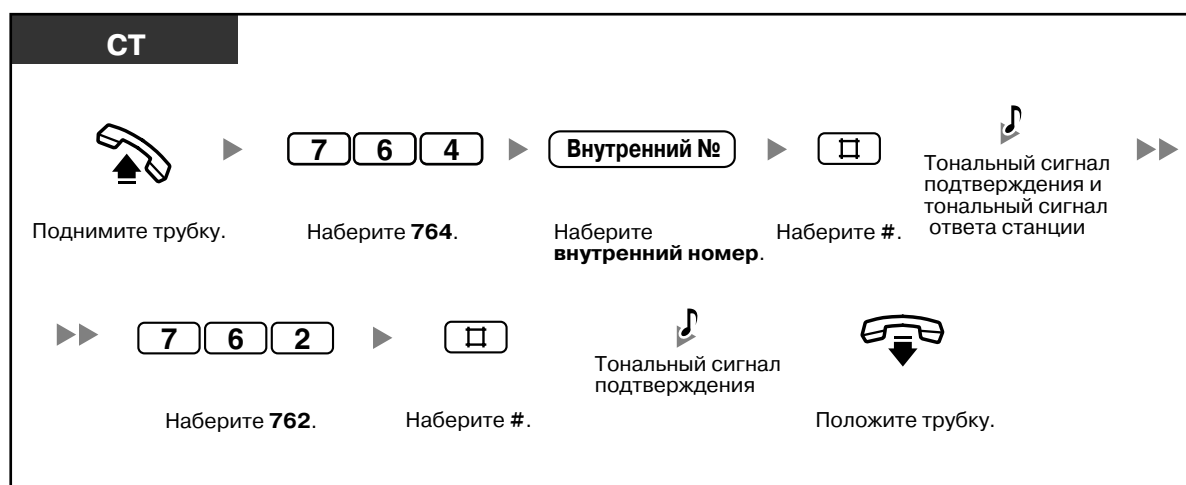 СТ
7 6 4
Внутренний №
Тональный сигнал
подтверждения и
тональный сигнал
ответа станции
Поднимите трубку.
Наберите 764.
Наберите
внутренний номер.
Наберите #.
7 6 2
Тональный сигнал
подтверждения
Наберите 762.
Наберите #.
Положите трубку.